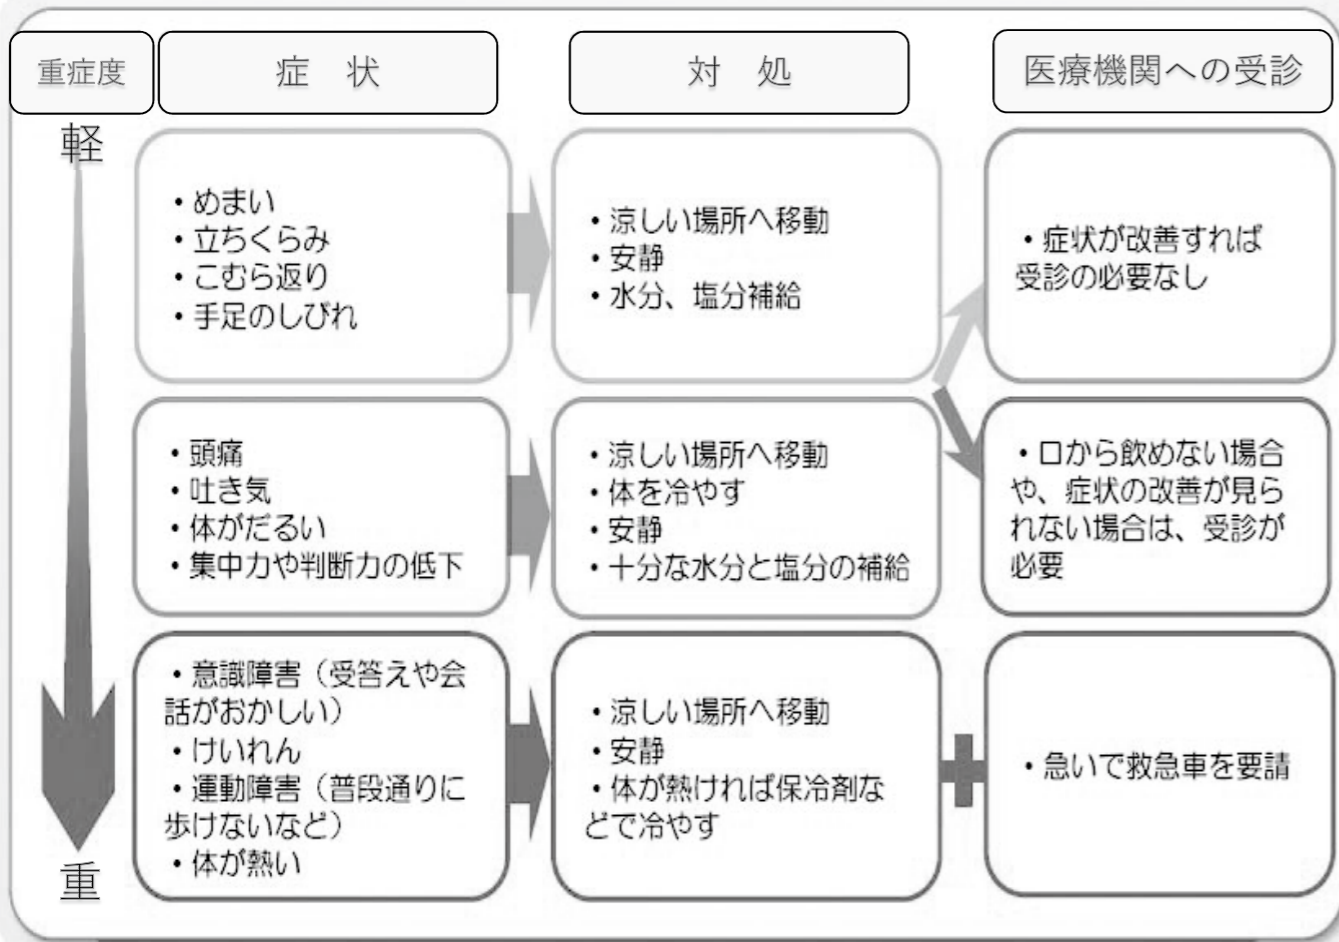 重症度
症 状
対 処
医療機関への受診
軽
・めまい
・立ちくらみ
・こむら返り
・手足のしびれ
・涼しい場所へ移動
・安静
・水分、塩分補給
・症状が改善すれば
受診の必要なし
・頭痛
・吐き気
・体がだるい
・集中力や判断力の低下
・涼しい場所へ移動
・体を冷やす
・安静
・十分な水分と塩分の補給
・口から飲めない場合
や、症状の改善が見ら
れない場合は、受診が
必要
・意識障害（受答えや会
話がおかしい）
・けいれん
・運動障害（普段通りに
歩けないなど）
・体が熱い
・涼しい場所へ移動
・安静
・体が熱ければ保冷剤な
どで冷やす
・急いで救急車を要請
重